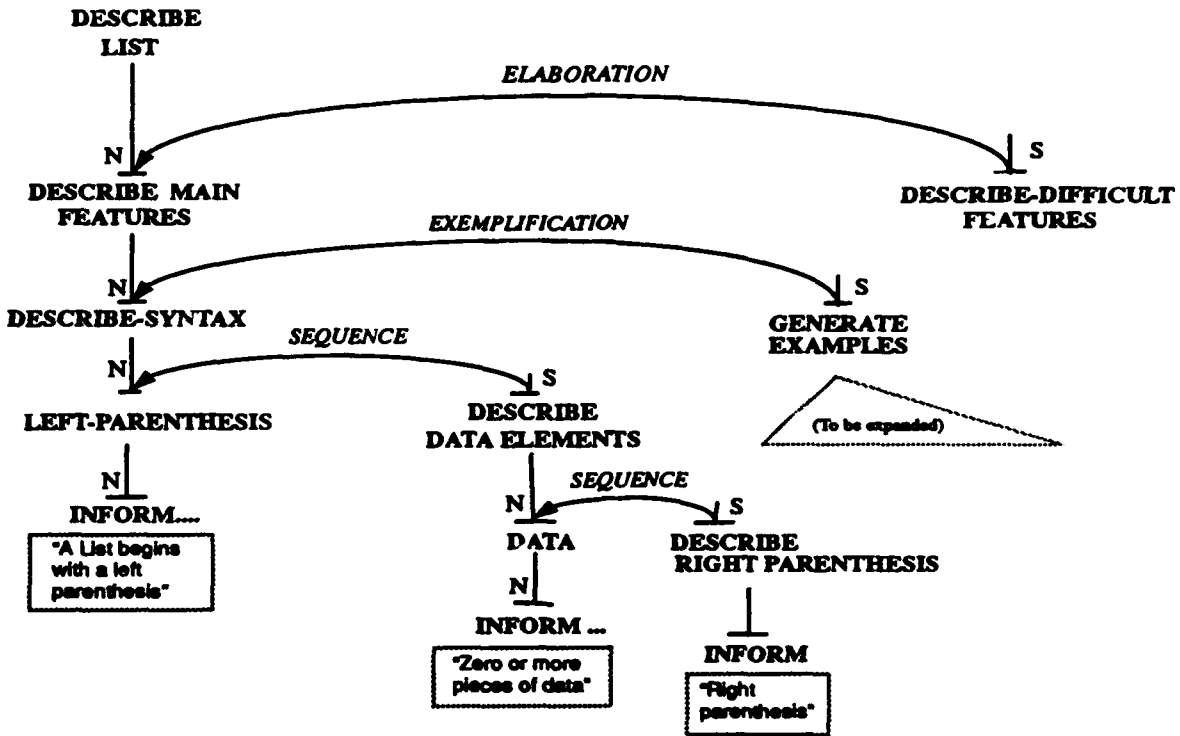 DESCRIBE
LIST
ELABORATION
N
S
DESCRIBE MAIN
FEATURES
DESCRIBE-DIFFICULT
FEATURES
EXEMPLIFICATION
N
S
DESCRIBE-SYNTAX
GENERATE
EXAMPLES
SEQUENCE
N
S
LEFT-PARENTHESIS
DESCRIBE
DATA ELEMENTS
(To be expanded)
N
SEQUENCE
N
S
INFORM....
DATA
DESCRIBE
RIGHT PARENTHESIS
"A List begins
with a left
parenthesis"
N
INFORM ...
INFORM
"Zero or more
pieces of data"
"Right
parenthesis"